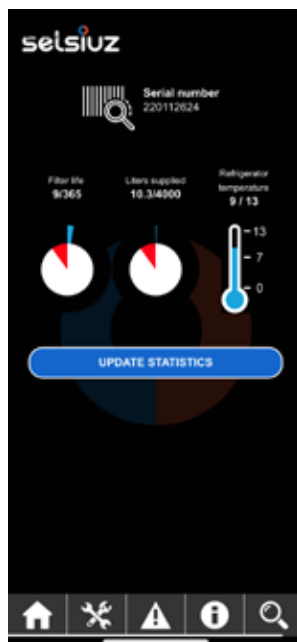 selsiuz
Serial number
220112624
Filter life
9/365
Liters supplied
10.3/4000
Refrigerator
temperature
9 / 13
13
7
0
UPDATE STATISTICS